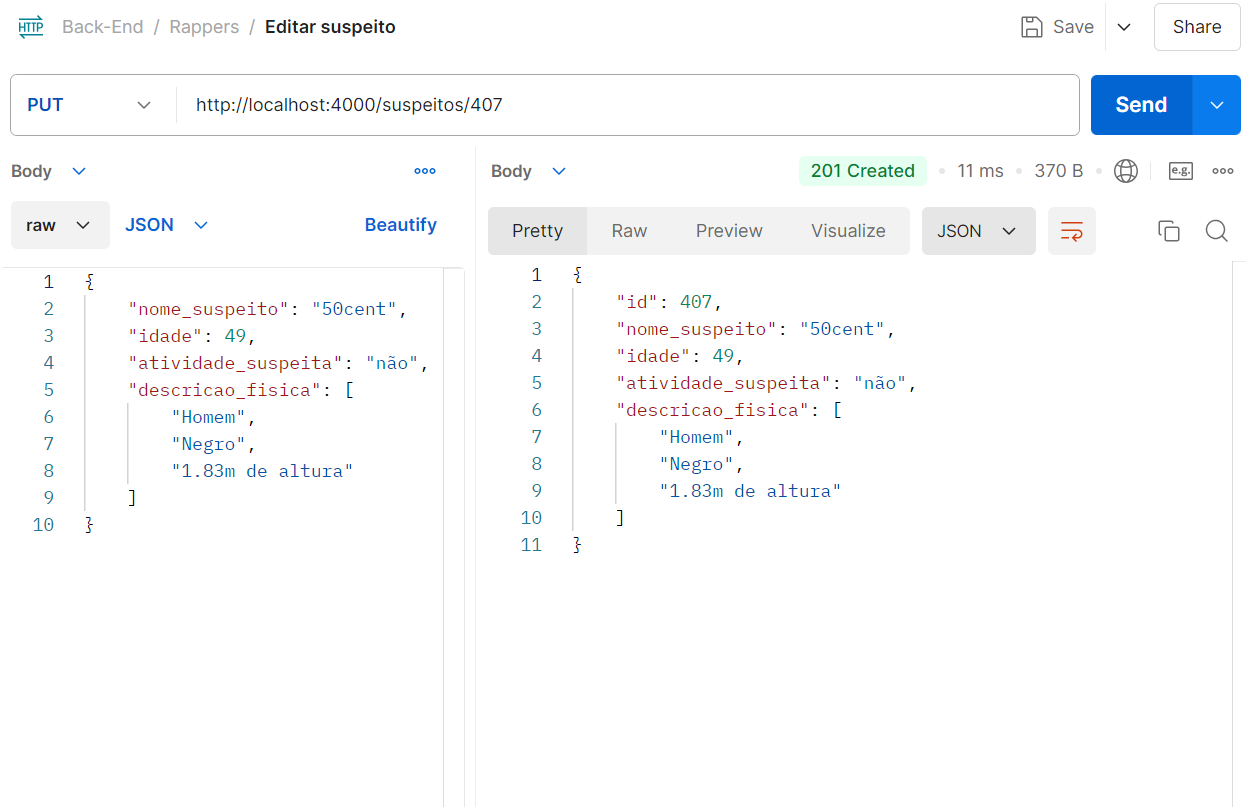 HTTP Back-End / Rappers / Editar suspeito Save Share
PUT http://localhost:4000/suspeitos/407 Send
Body
raw JSON Beautify
1 {
2 "nome_suspeito": "50cent",
3 "idade": 49,
4 "atividade_suspeita": "não",
5 "descricao_fisica": [
6 "Homem",
7 "Negro",
8 "1.83m de altura"
9 ]
10 }
Body 201 Created • 11 ms • 370 B • e.g.
Pretty Raw Preview Visualize JSON
1 {
2 "id": 407,
3 "nome_suspeito": "50cent",
4 "idade": 49,
5 "atividade_suspeita": "não",
6 "descricao_fisica": [
7 "Homem",
8 "Negro",
9 "1.83m de altura"
10 ]
11 }